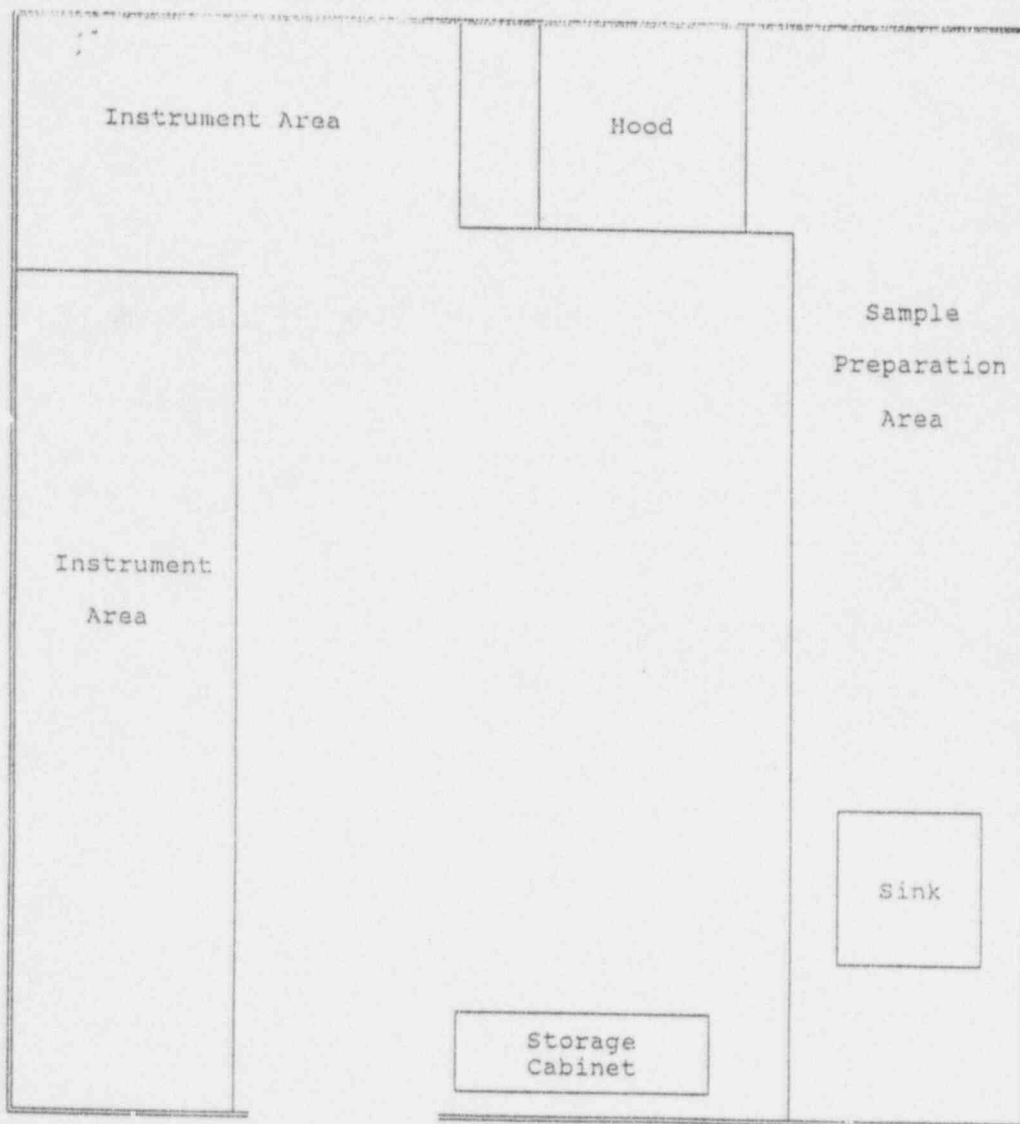 Instrument Area
Hood
Sample
Preparation
Area
Instrument
Area
Sink
Storage
Cabinet